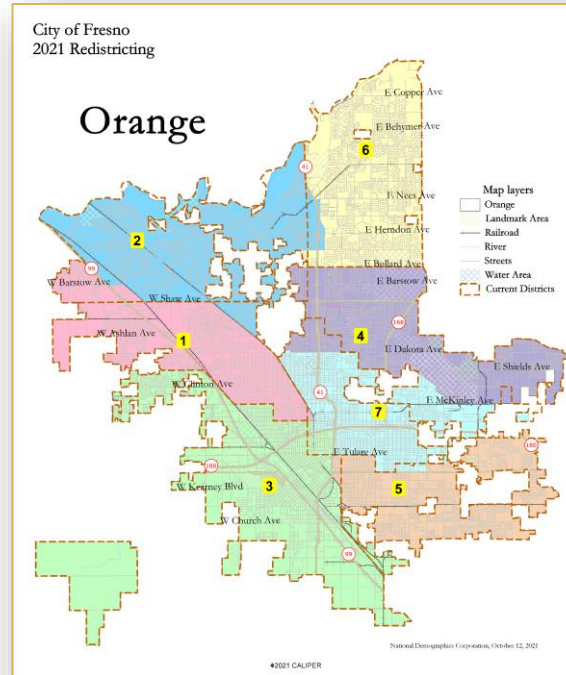 City of Fresno
2021 Redistricting
Orange
E Copper Ave
E Behymer Ave
6
41
E Nees Ave
Map layers
Orange
Landmark Area
Railroad
River
Streets
Water Area
Current Districts
2
E Herndon Ave
99
E Bullard Ave
W Barstow Ave
E Barstow Ave
W Shaw Ave
168
W Ashlan Ave
1
4
E Dakota Ave
E Shields Ave
W Clinton Ave
41
E McKinley Ave
7
180
E Tulare Ave
180
W Kearney Blvd
3
5
W Church Ave
99
National Demographics Corporation, October 12, 2021
©2021 CALIPER